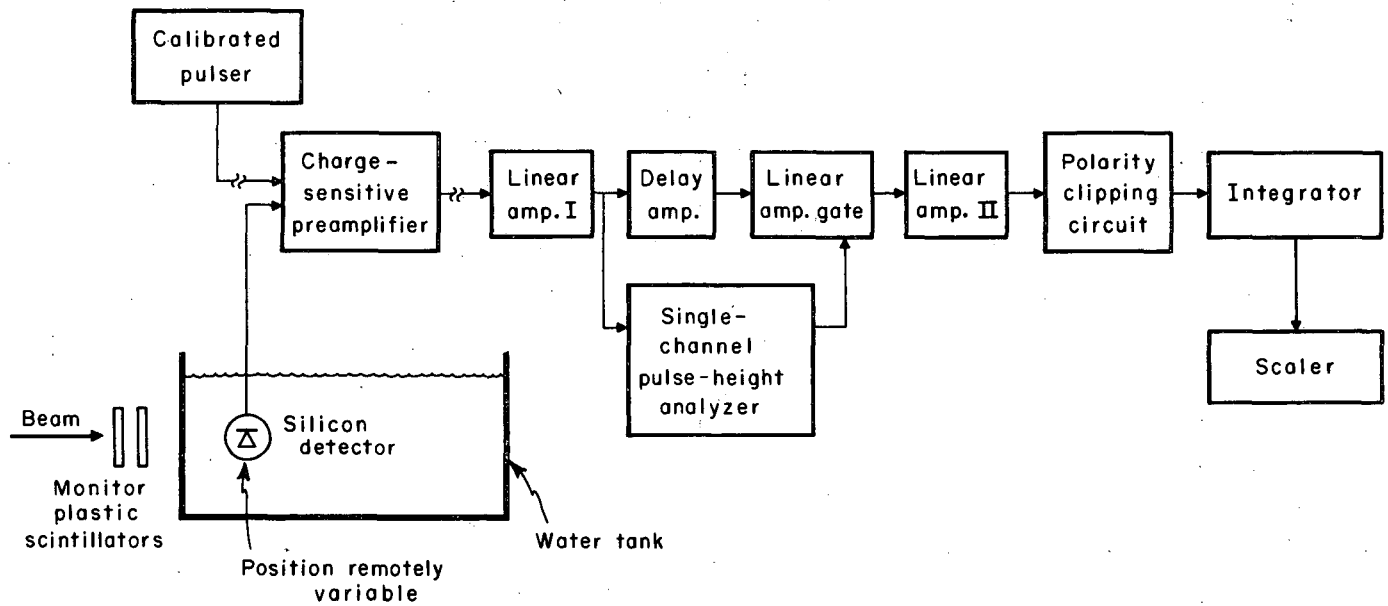 Calibrated
pulser
Charge-
sensitive
preamplifier
Linear
amp. I
Delay
amp.
Linear
amp. gate
Linear
amp. II
Polarity
clipping
circuit
Integrator
Single-
channel
pulse-height
analyzer
Scaler
Beam
Silicon
detector
Monitor
plastic
scintillators
Water tank
Position remotely
variable